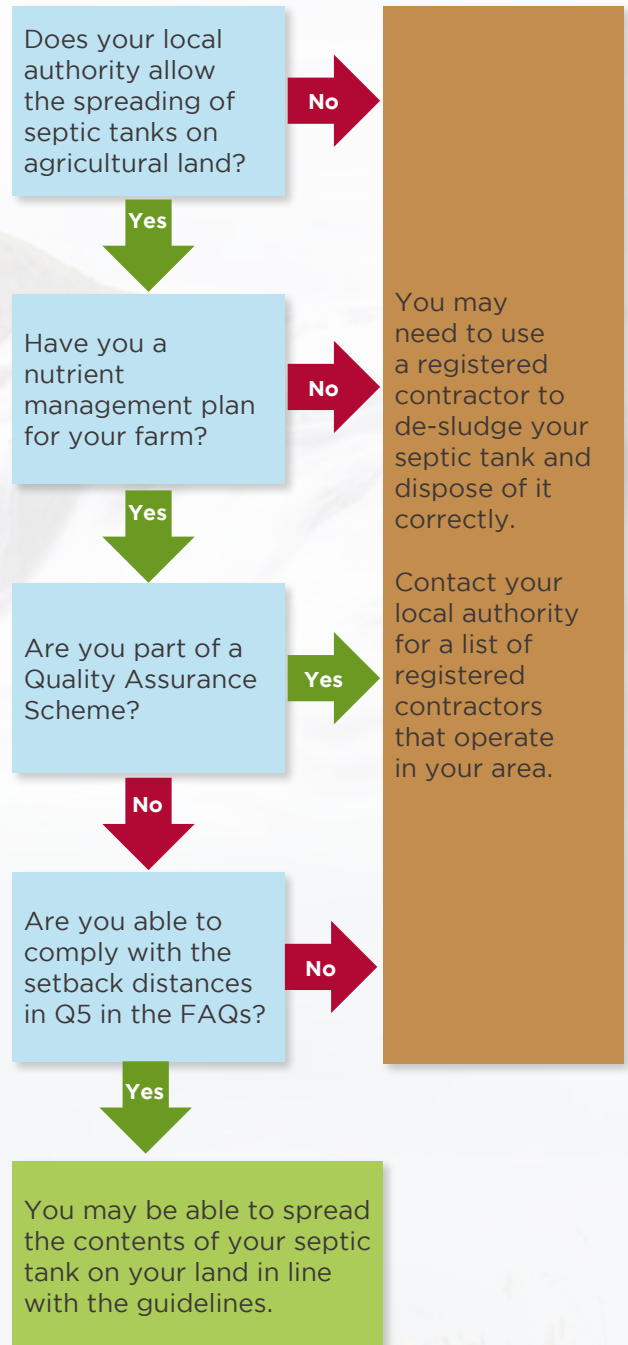 Does your local
authority allow
the spreading of
septic tanks on
agricultural land?
No
Yes
Have you a
nutrient
management plan
for your farm?
No
Yes
Are you part of a
Quality Assurance
Scheme?
Yes
No
Are you able to
comply with the
setback distances
in Q5 in the FAQs?
No
Yes
You may be able to spread
the contents of your septic
tank on your land in line
with the guidelines.
You may
need to use
a registered
contractor to
de-sludge your
septic tank and
dispose of it
correctly.
Contact your
local authority
for a list of
registered
contractors
that operate
in your area.